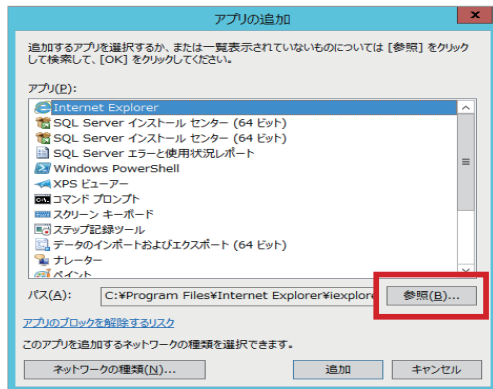 アプリの追加
x
追加するアプリを選択するか、または一覧表示されていないものについては [参照] をクリック
して検索して、[OK] をクリックしてください。
アプリ(P):
Internet Explorer
SQL Server インストール センター (64 ビット)
SQL Server インストール センター (64 ビット)
SQL Server エラーと使用状況レポート
Windows PowerShell
XPS ビューアー
コマンド プロンプト
スクリーン キーボード
ステップ記録ツール
データのインポートおよびエクスポート (64 ビット)
ナレーター
ペイント
パス(A): C:¥Program Files¥Internet Explorer¥iexplore 参照(B)...
アプリのブロックを解除するリスク
このアプリを追加するネットワークの種類を選択できます。
ネットワークの種類(N)... 追加 キャンセル